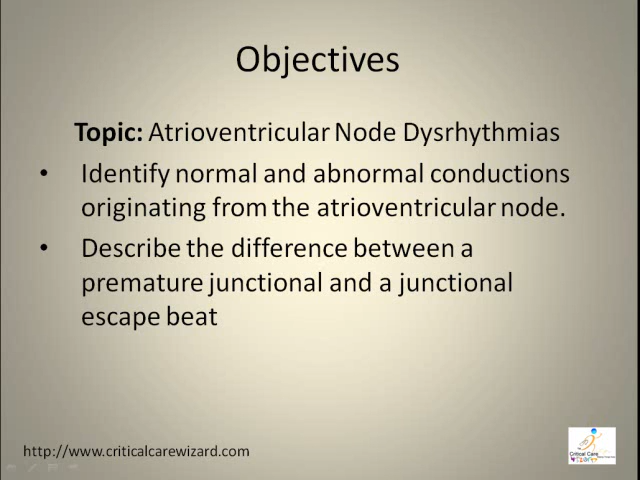 Objectives
Topic: Atrioventricular Node Dysrhythmias
• Identify normal and abnormal conductions
originating from the atrioventricular node.
• Describe the difference between a
premature junctional and a junctional
escape beat
http://www.criticalcarewizard.com
Critical Care